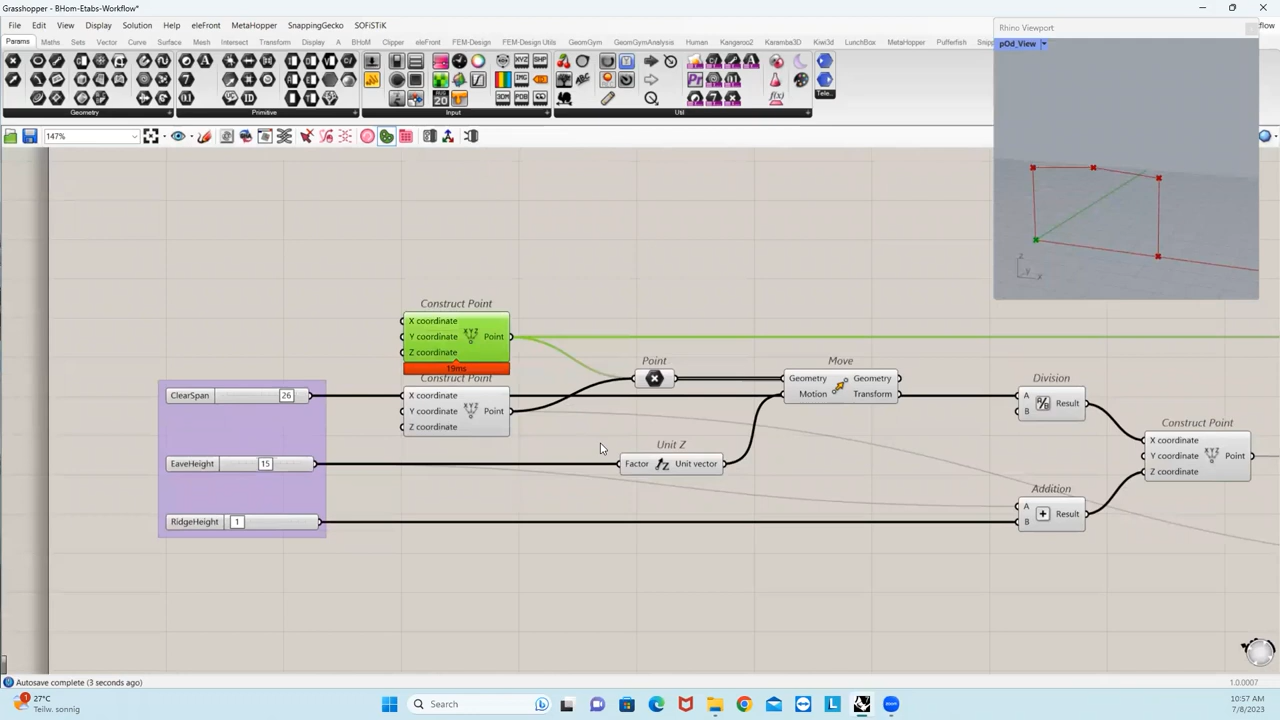 Grasshopper - BHom-Etabs-Workflow*
File Edit View Display Solution Help eleFront MetaHopper SnappingGecko SOFiSTiK
Params Maths Sets Vector Curve Surface Mesh Intersect Transform Display A BHoM Clipper eleFront FEM-Design FEM-Design Utils GeomGym GeomGymAnalysis Human Kangaroo2 Karamba3D Kiwi3d LunchBox MetaHopper Pufferfish
Geometry Primitive Input Util Tele...
147%
Rhino Viewport
pOd_View
z
y x
Construct Point
X coordinate
Y coordinate Point
Z coordinate
19ms
Construct Point
X coordinate
Y coordinate Point
Z coordinate
ClearSpan 26
EaveHeight 15
RidgeHeight 1
Point
Unit Z
Factor Unit vector
Move
Geometry Geometry
Motion Transform
Division
A Result
B
Addition
A Result
B
Construct Point
X coordinate
Y coordinate Point
Z coordinate
Autosave complete (3 seconds ago)
1.0.0007
27°C
Teilw. sonnig
Search
10:57 AM
7/8/2023